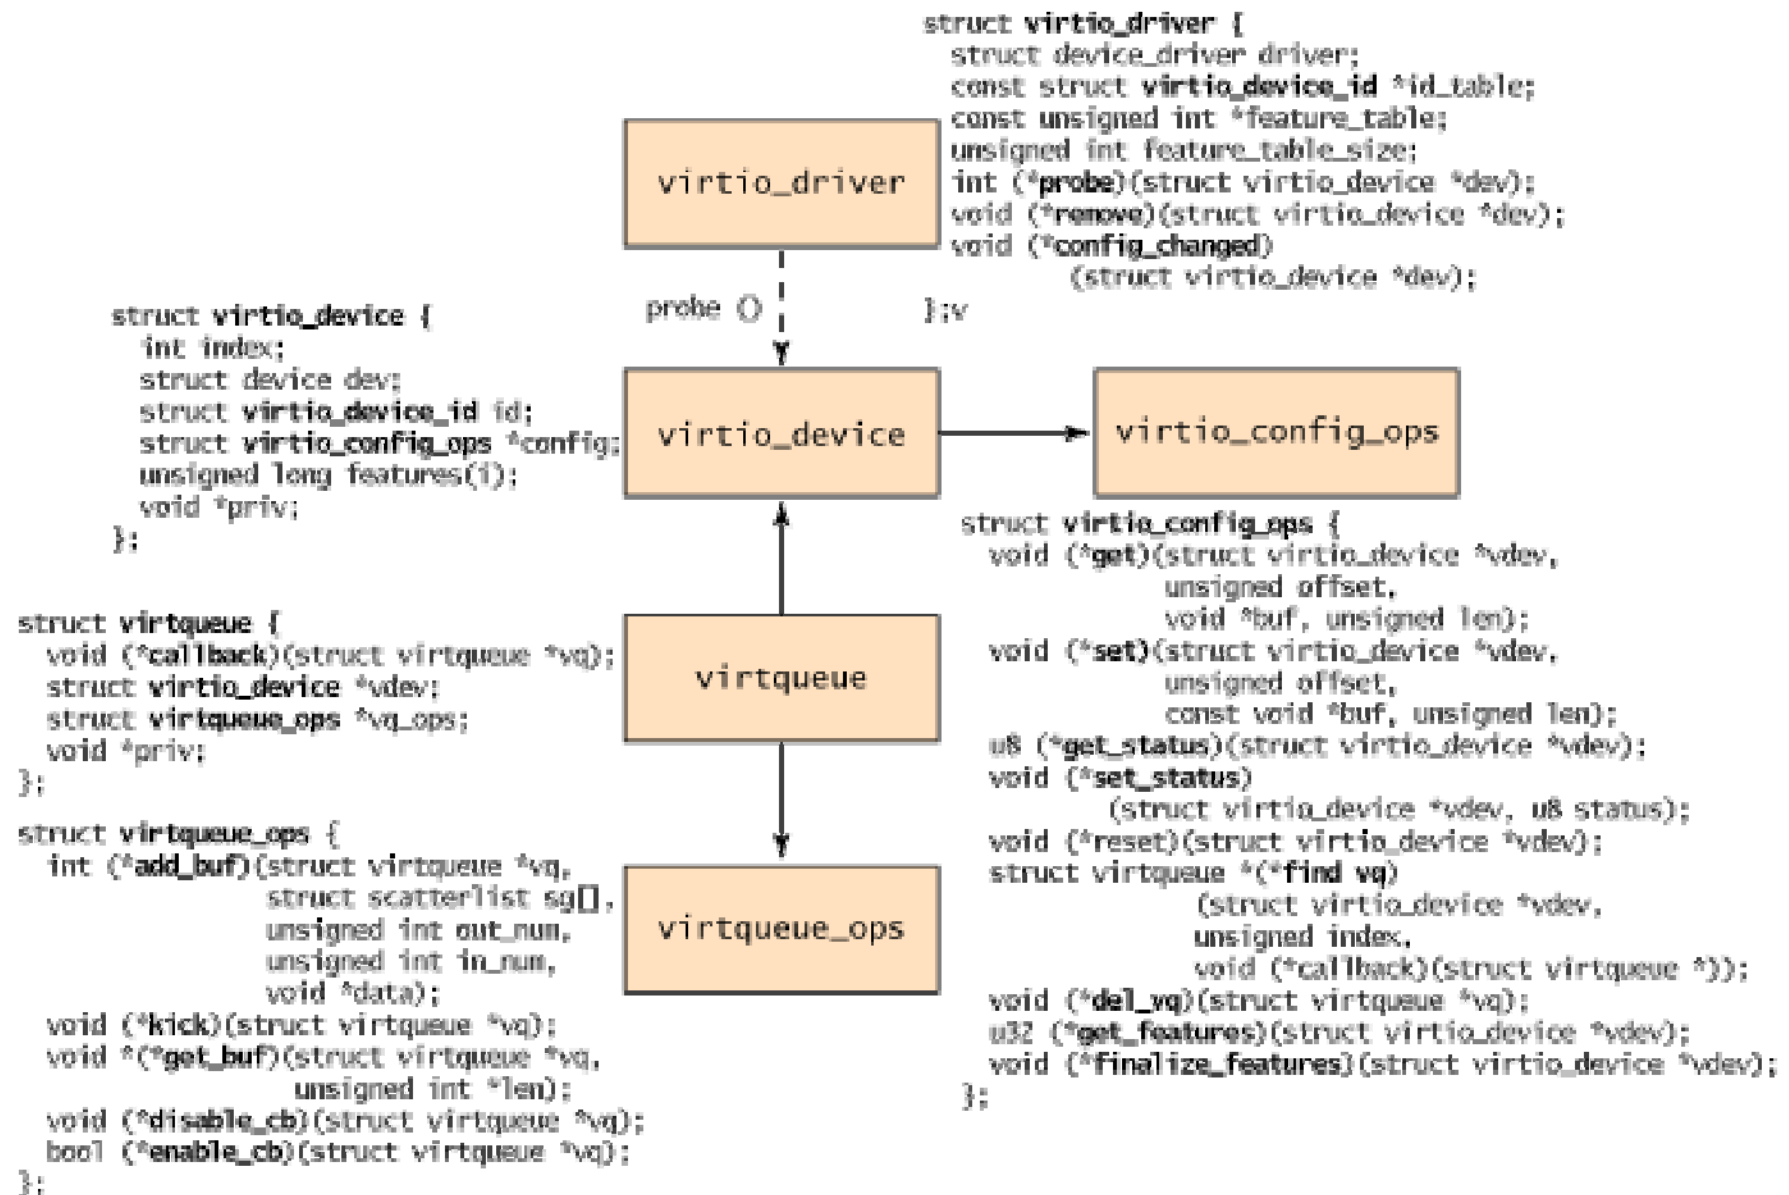 struct virtio_driver {
struct device_driver driver;
const struct virtio_device_id *id_table;
const unsigned int *feature_table;
unsigned int feature_table_size;
int (*probe)(struct virtio_device *dev);
void (*remove)(struct virtio_device *dev);
void (*config_changed)
(struct virtio_device *dev);
};v
virtio_driver
probe ()
struct virtio_device {
int index;
struct device dev;
struct virtio_device_id id;
struct virtio_config_ops *config;
unsigned long features(i);
void *priv;
};
virtio_device
virtio_config_ops
struct virtio_config_ops {
void (*get)(struct virtio_device *vdev,
unsigned offset,
void *buf, unsigned len);
void (*set)(struct virtio_device *vdev,
unsigned offset,
const void *buf, unsigned len);
u8 (*get_status)(struct virtio_device *vdev);
void (*set_status)
(struct virtio_device *vdev, u8 status);
void (*reset)(struct virtio_device *vdev);
struct virtqueue *(*find vq)
(struct virtio_device *vdev,
unsigned index,
void (*callback)(struct virtqueue *));
void (*del_vq)(struct virtqueue *vq);
u32 (*get_features)(struct virtio_device *vdev);
void (*finalize_features)(struct virtio_device *vdev);
};
struct virtqueue {
void (*callback)(struct virtqueue *vq);
struct virtio_device *vdev;
struct virtqueue_ops *vq_ops;
void *priv;
};
virtqueue
struct virtqueue_ops {
int (*add_buf)(struct virtqueue *vq,
struct scatterlist sg[],
unsigned int out_num,
unsigned int in_num,
void *data);
void (*kick)(struct virtqueue *vq);
void *(*get_buf)(struct virtqueue *vq,
unsigned int *len);
void (*disable_cb)(struct virtqueue *vq);
bool (*enable_cb)(struct virtqueue *vq);
};
virtqueue_ops